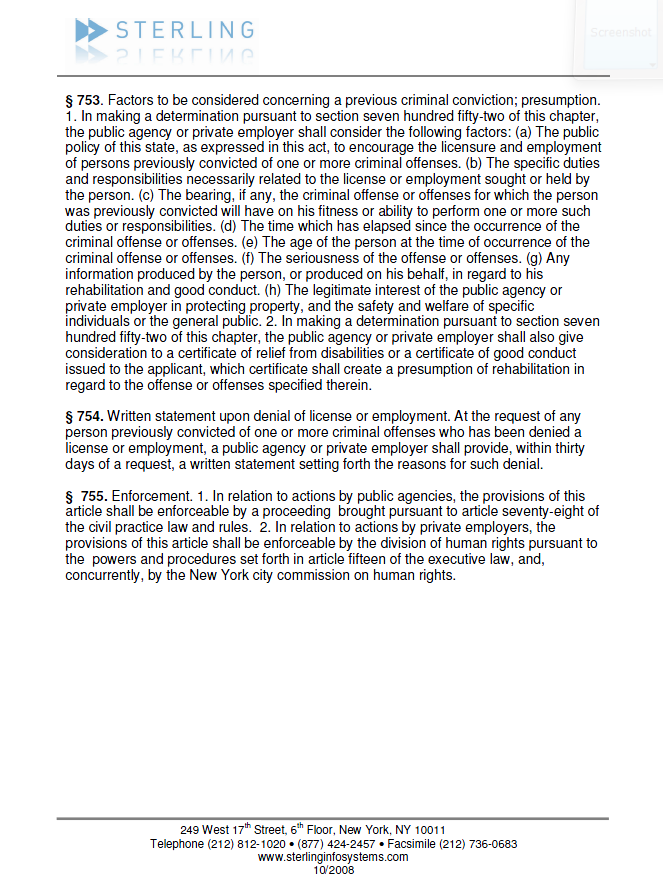 STERLING
Screenshot
§ 753. Factors to be considered concerning a previous criminal conviction; presumption.
1. In making a determination pursuant to section seven hundred fifty-two of this chapter,
the public agency or private employer shall consider the following factors: (a) The public
policy of this state, as expressed in this act, to encourage the licensure and employment
of persons previously convicted of one or more criminal offenses. (b) The specific duties
and responsibilities necessarily related to the license or employment sought or held by
the person. (c) The bearing, if any, the criminal offense or offenses for which the person
was previously convicted will have on his fitness or ability to perform one or more such
duties or responsibilities. (d) The time which has elapsed since the occurrence of the
criminal offense or offenses. (e) The age of the person at the time of occurrence of the
criminal offense or offenses. (f) The seriousness of the offense or offenses. (g) Any
information produced by the person, or produced on his behalf, in regard to his
rehabilitation and good conduct. (h) The legitimate interest of the public agency or
private employer in protecting property, and the safety and welfare of specific
individuals or the general public. 2. In making a determination pursuant to section seven
hundred fifty-two of this chapter, the public agency or private employer shall also give
consideration to a certificate of relief from disabilities or a certificate of good conduct
issued to the applicant, which certificate shall create a presumption of rehabilitation in
regard to the offense or offenses specified therein.
§ 754. Written statement upon denial of license or employment. At the request of any
person previously convicted of one or more criminal offenses who has been denied a
license or employment, a public agency or private employer shall provide, within thirty
days of a request, a written statement setting forth the reasons for such denial.
§ 755. Enforcement. 1. In relation to actions by public agencies, the provisions of this
article shall be enforceable by a proceeding brought pursuant to article seventy-eight of
the civil practice law and rules. 2. In relation to actions by private employers, the
provisions of this article shall be enforceable by the division of human rights pursuant to
the powers and procedures set forth in article fifteen of the executive law, and,
concurrently, by the New York city commission on human rights.
249 West 17th Street, 6th Floor, New York, NY 10011
Telephone (212) 812-1020 • (877) 424-2457 • Facsimile (212) 736-0683
www.sterlinginfosystems.com
10/2008